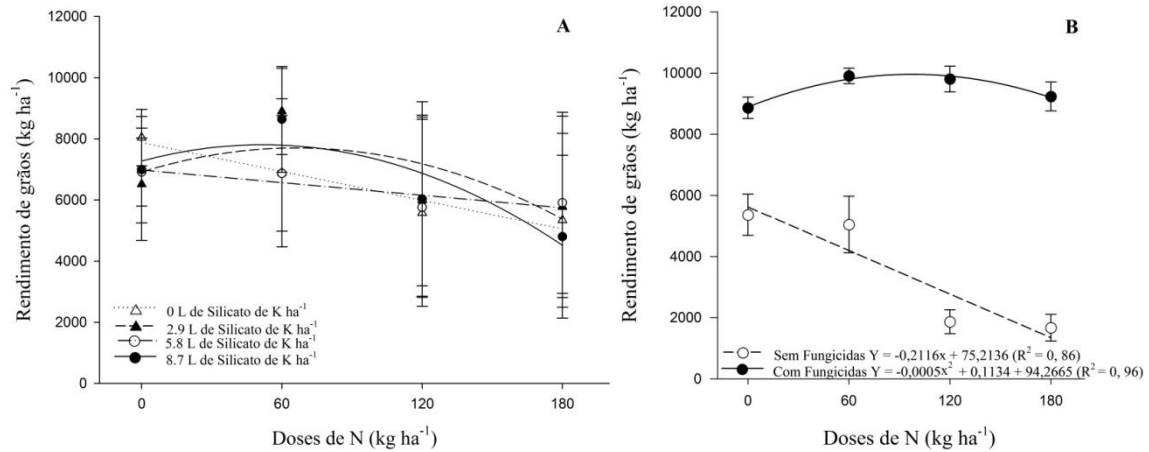 A
Rendimento de grãos (kg ha⁻¹)
12000
10000
8000
6000
4000
2000
0
0 L de Silicato de K ha⁻¹
2.9 L de Silicato de K ha⁻¹
5.8 L de Silicato de K ha⁻¹
8.7 L de Silicato de K ha⁻¹
0 60 120 180
Doses de N (kg ha⁻¹)
B
Rendimento de grãos (kg ha⁻¹)
12000
10000
8000
6000
4000
2000
0
Sem Fungicidas Y = -0,2116x + 75,2136 (R² = 0, 86)
Com Fungicidas Y = -0,0005x² + 0,1134 + 94,2665 (R² = 0, 96)
0 60 120 180
Doses de N (kg ha⁻¹)